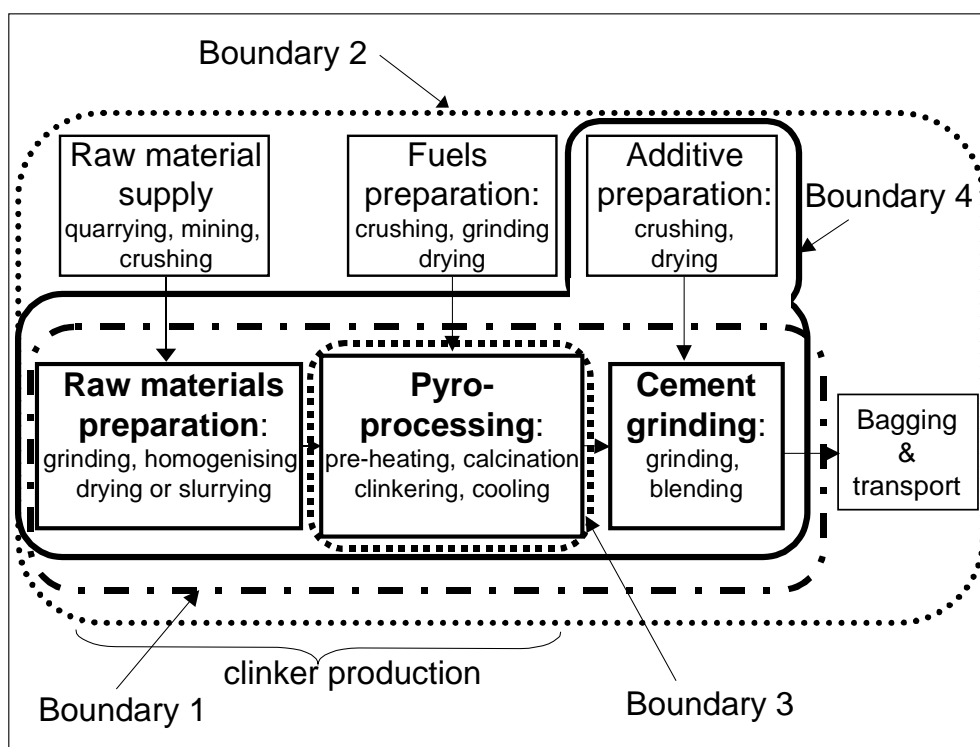 Boundary 2
Raw material
supply
quarrying, mining,
crushing
Fuels
preparation:
crushing, grinding
drying
Additive
preparation:
crushing,
drying
Boundary 4
Raw materials
preparation:
grinding, homogenising
drying or slurrying
Pyro-
processing:
pre-heating, calcination
clinkering, cooling
Cement
grinding:
grinding,
blending
Bagging
&
transport
clinker production
Boundary 1
Boundary 3